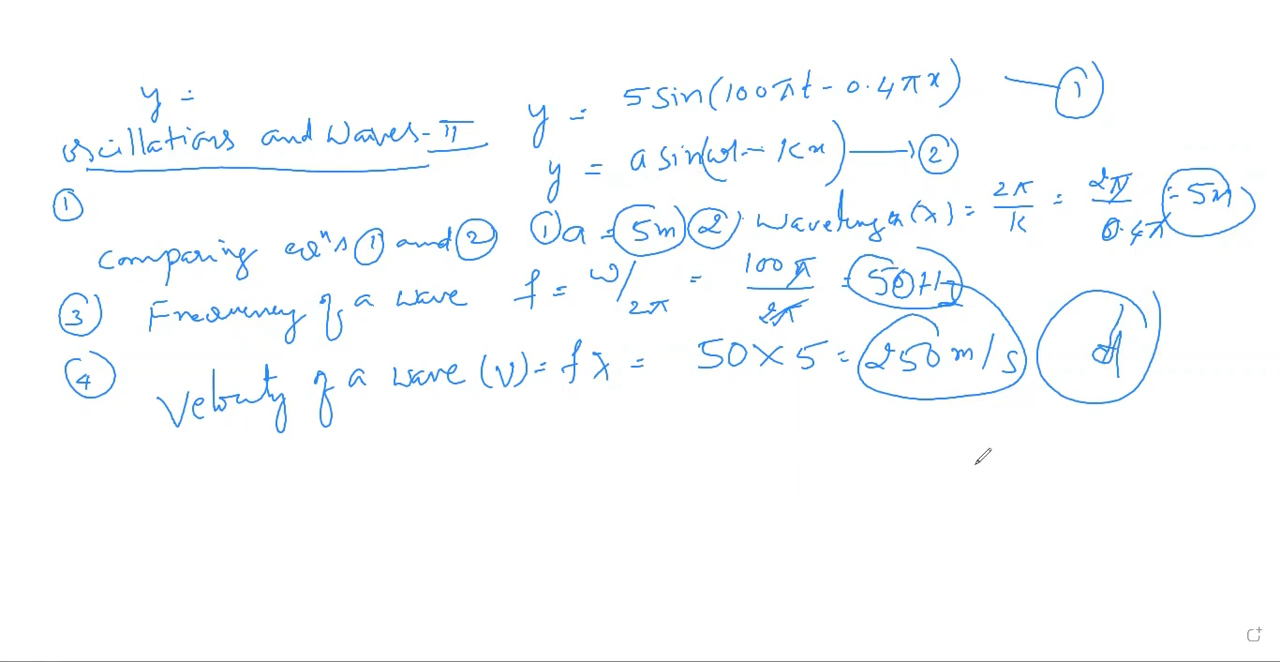 y =
oscillations and Waves-II
y = 5 sin(100πt - 0.4πx) — ①
y = a sin(ωt - Kx) → ②
①
comparing eqⁿs ① and ② ① a = 5m ② Wavelength (λ) = 2π/K = 2π/0.4π = 5m
③ Frequency of a wave f = ω/2π = 100π/2π = 50Hz
④ Velocity of a wave (V) = fλ = 50 × 5 = 250 m/s